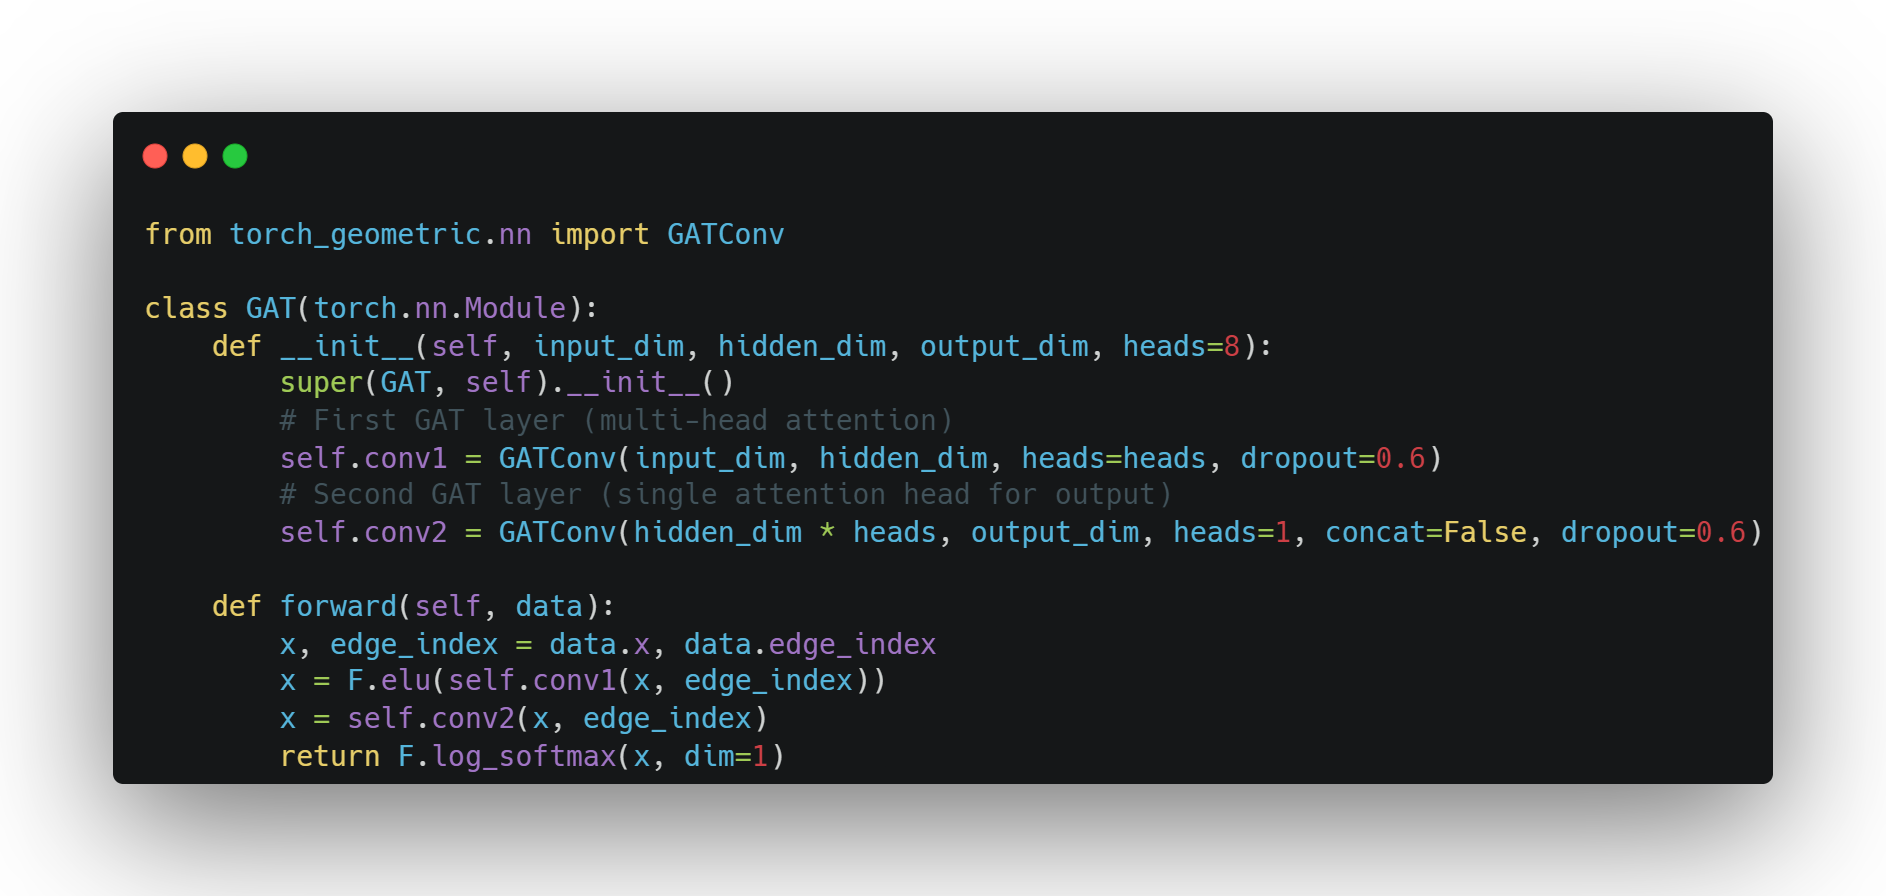 from torch_geometric.nn import GATConv

class GAT(torch.nn.Module):
    def __init__(self, input_dim, hidden_dim, output_dim, heads=8):
        super(GAT, self).__init__()
        # First GAT layer (multi-head attention)
        self.conv1 = GATConv(input_dim, hidden_dim, heads=heads, dropout=0.6)
        # Second GAT layer (single attention head for output)
        self.conv2 = GATConv(hidden_dim * heads, output_dim, heads=1, concat=False, dropout=0.6)

    def forward(self, data):
        x, edge_index = data.x, data.edge_index
        x = F.elu(self.conv1(x, edge_index))
        x = self.conv2(x, edge_index)
        return F.log_softmax(x, dim=1)